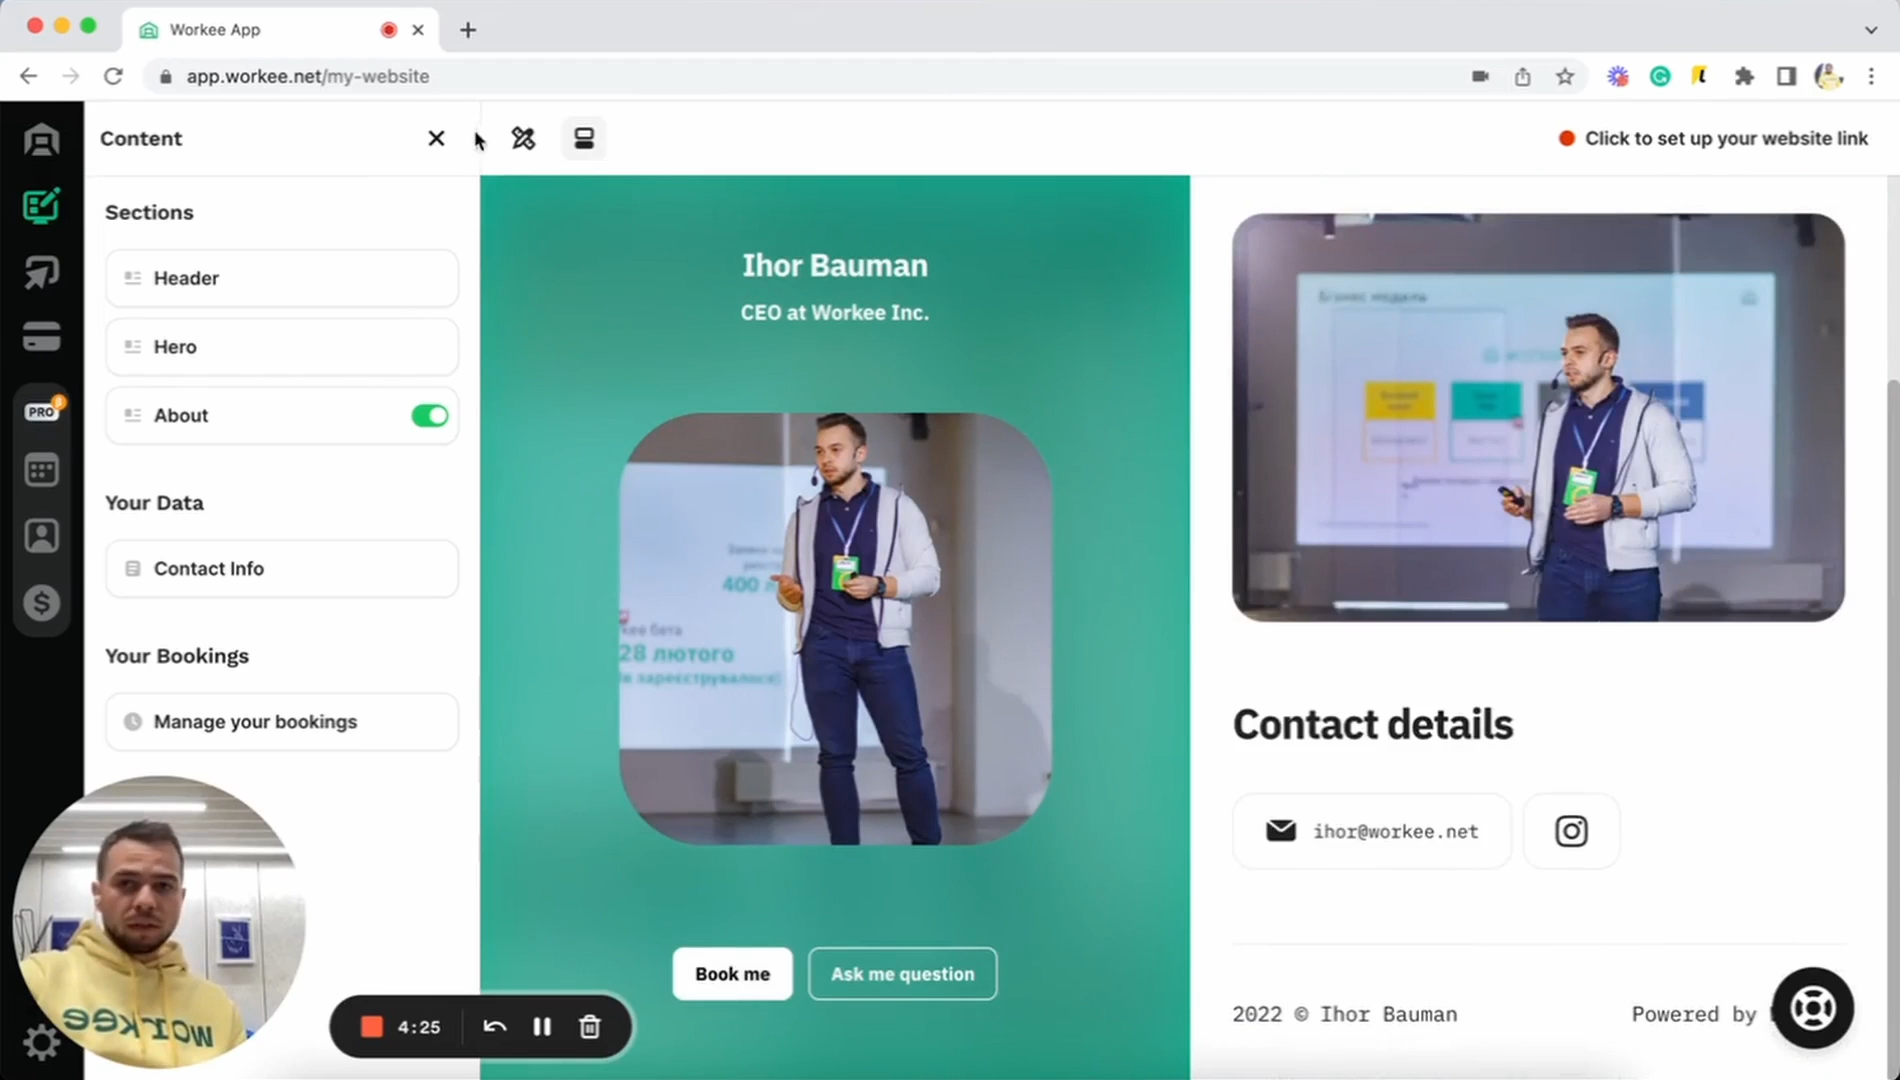 Workee App
app.workee.net/my-website
Content
Click to set up your website link
Sections
Header
Hero
About
PRO
Your Data
Contact Info
Your Bookings
Manage your bookings
Ihor Bauman
CEO at Workee Inc.
400
28 лютого
Book me
Ask me question
Бізнес модель
Contact details
ihor@workee.net
2022 © Ihor Bauman
Powered by
workee
4:25